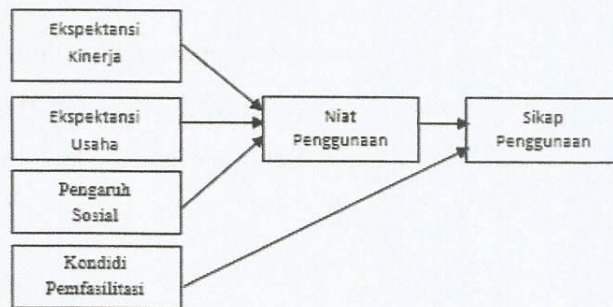 Ekspektansi
Kinerja
Ekspektansi
Usaha
Pengaruh
Sosial
Kondidi
Pemfasilitasi
Niat
Penggunaan
Sikap
Penggunaan